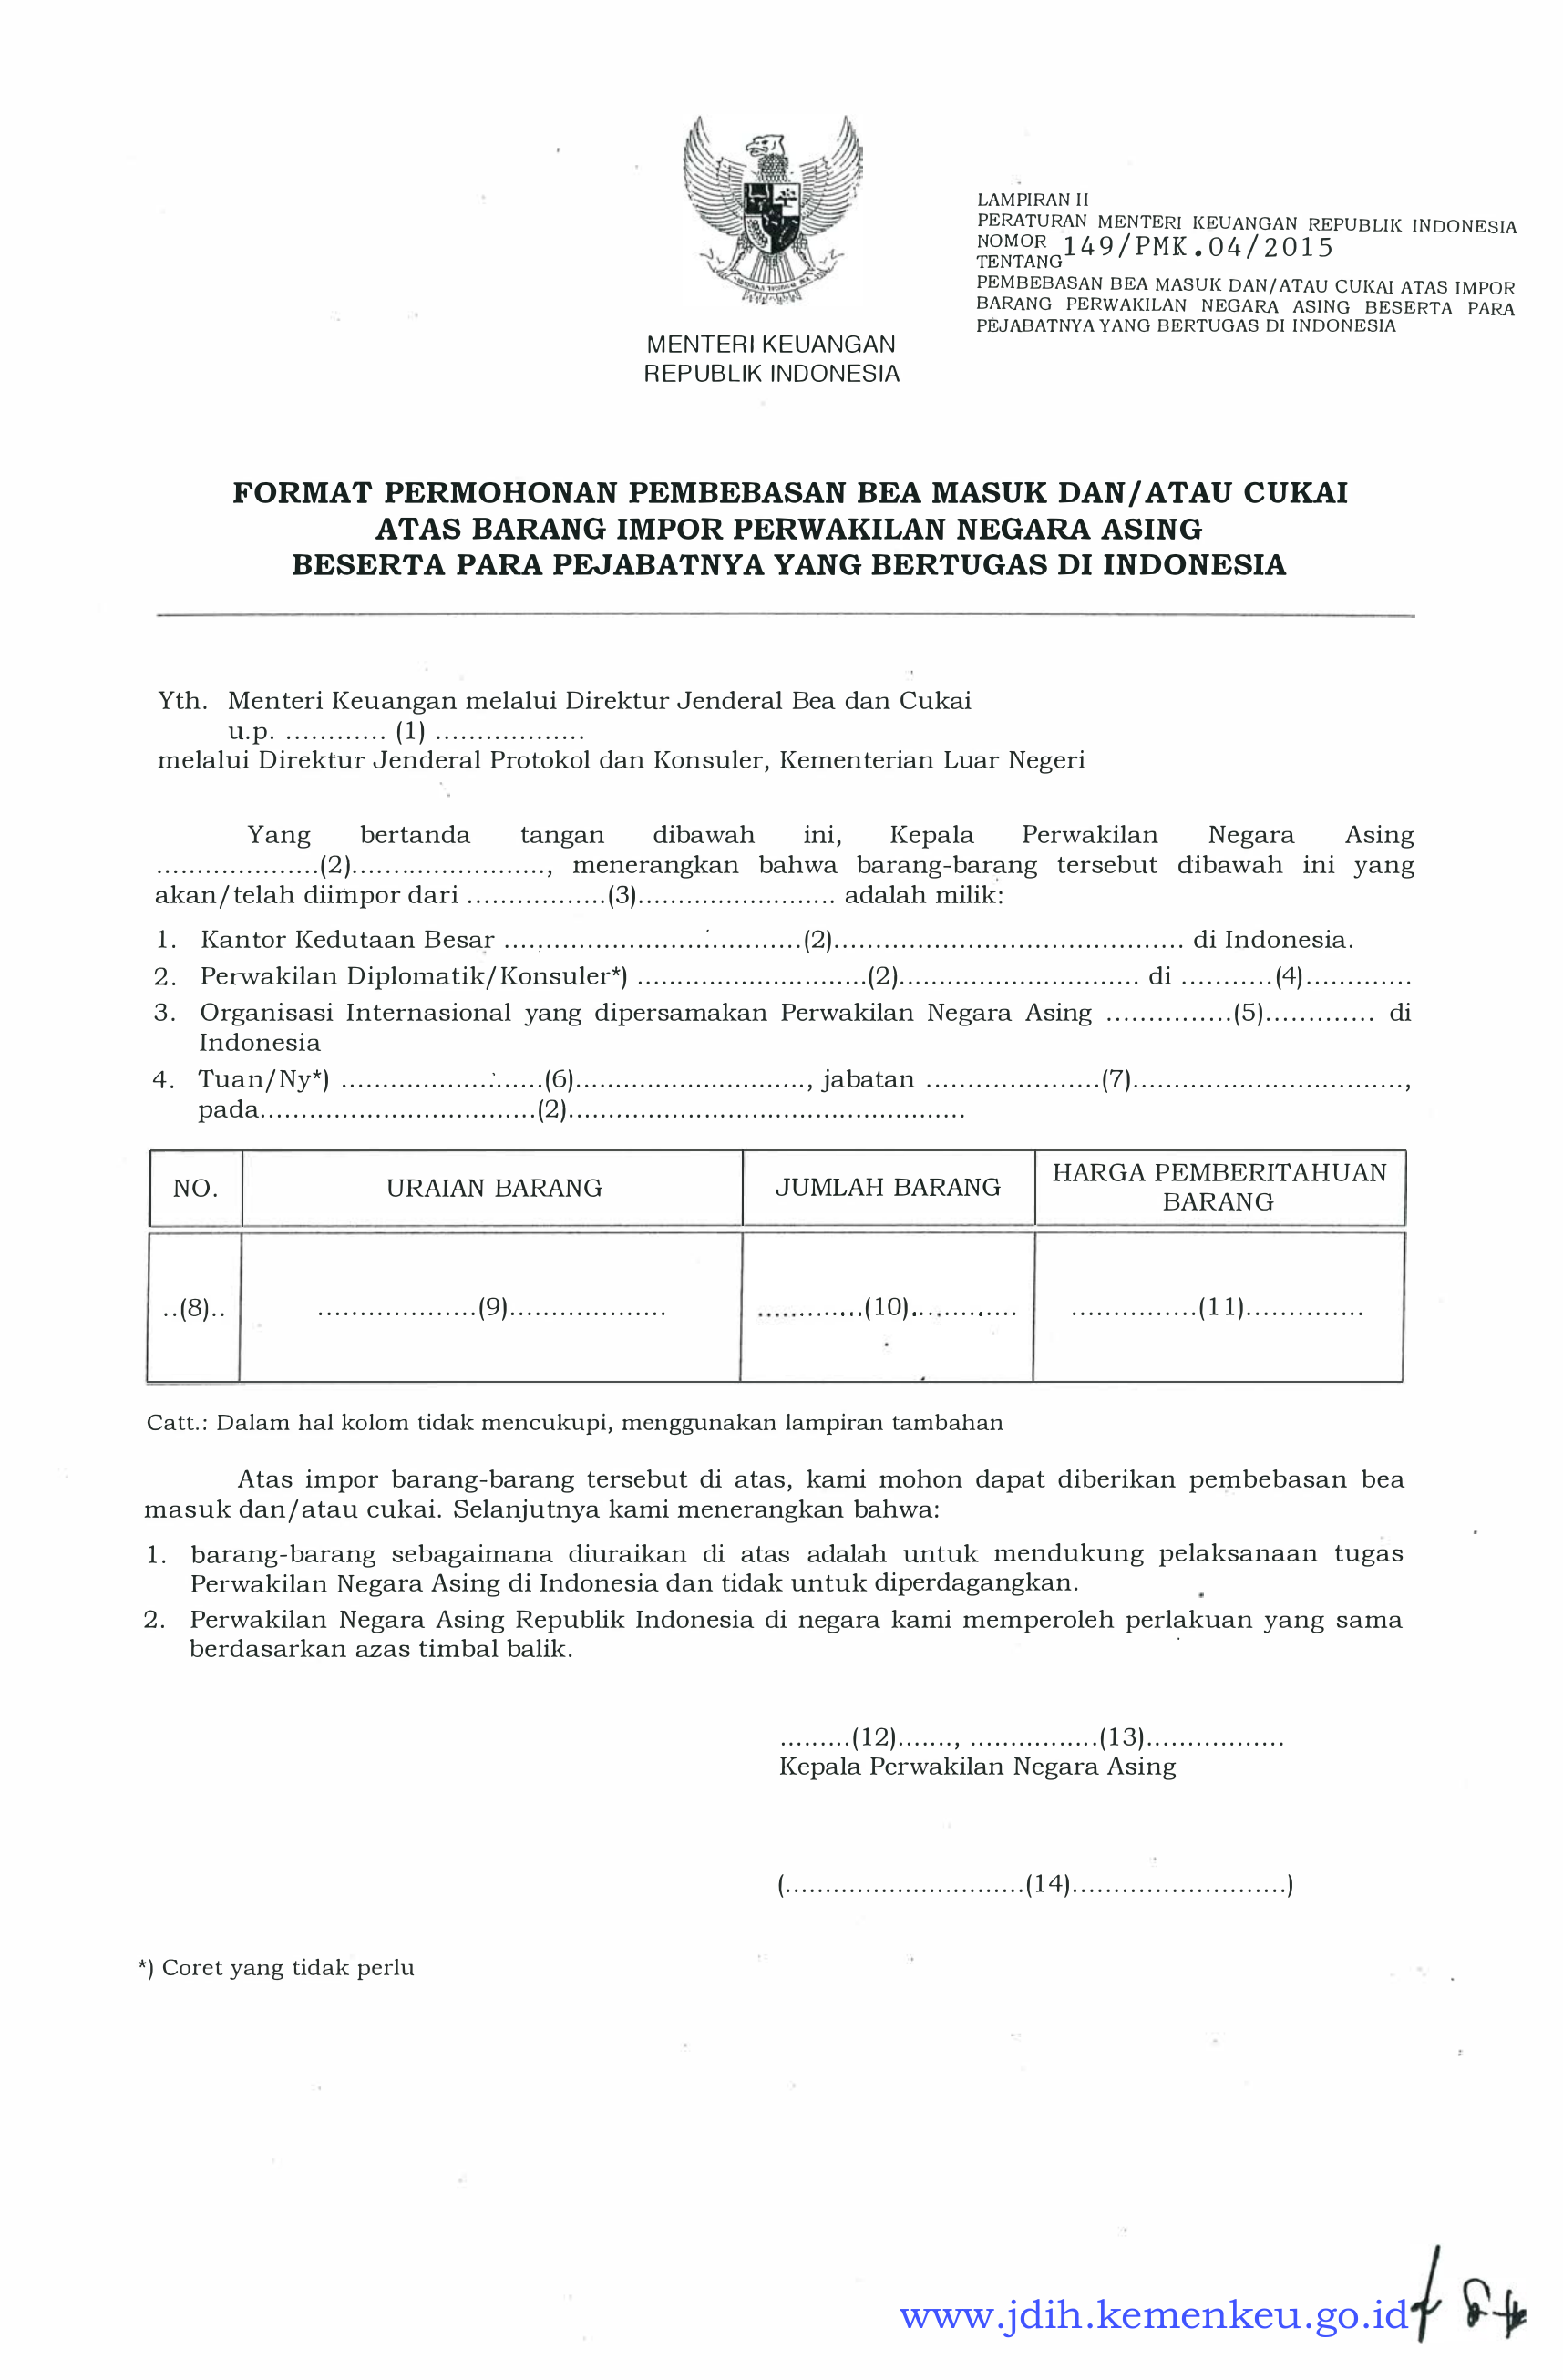 LAMPIRAN II
PERATURAN MENTERI KEUANGAN REPUBLIK INDONESIA
NOMOR 149/PMK.04/2015
TENTANG
PEMBEBASAN BEA MASUK DAN/ATAU CUKAI ATAS IMPOR
BARANG PERWAKILAN NEGARA ASING BESERTA PARA
PEJABATNYA YANG BERTUGAS DI INDONESIA
MENTERI KEUANGAN
REPUBLIK INDONESIA
FORMAT PERMOHONAN PEMBEBASAN BEA MASUK DAN/ATAU CUKAI
ATAS BARANG IMPOR PERWAKILAN NEGARA ASING
BESERTA PARA PEJABATNYA YANG BERTUGAS DI INDONESIA
Yth. Menteri Keuangan melalui Direktur Jenderal Bea dan Cukai
u.p. ............ (1) ..................
melalui Direktur Jenderal Protokol dan Konsuler, Kementerian Luar Negeri
Yang bertanda tangan dibawah ini, Kepala Perwakilan Negara Asing
....................(2)........................, menerangkan bahwa barang-barang tersebut dibawah ini yang
akan/telah diimpor dari .................(3)........................ adalah milik:
1. Kantor Kedutaan Besar ....................................(2).......................................... di Indonesia.
2. Perwakilan Diplomatik/Konsuler*) ............................(2)............................. di ...........(4).............
3. Organisasi Internasional yang dipersamakan Perwakilan Negara Asing ...............(5)............. di
Indonesia
4. Tuan/Ny*) ........................(6)............................, jabatan .....................(7).................................,
pada.................................(2)................................................
NO. URAIAN BARANG JUMLAH BARANG HARGA PEMBERITAHUAN
BARANG
..(8).. ...................(9)................... .............(10)............. ...............(11)..............
Catt.: Dalam hal kolom tidak mencukupi, menggunakan lampiran tambahan
Atas impor barang-barang tersebut di atas, kami mohon dapat diberikan pembebasan bea
masuk dan/atau cukai. Selanjutnya kami menerangkan bahwa:
1. barang-barang sebagaimana diuraikan di atas adalah untuk mendukung pelaksanaan tugas
Perwakilan Negara Asing di Indonesia dan tidak untuk diperdagangkan.
2. Perwakilan Negara Asing Republik Indonesia di negara kami memperoleh perlakuan yang sama
berdasarkan azas timbal balik.
.........(12)......., ................(13).................
Kepala Perwakilan Negara Asing
(.............................(14)..........................)
*) Coret yang tidak perlu
www.jdih.kemenkeu.go.id